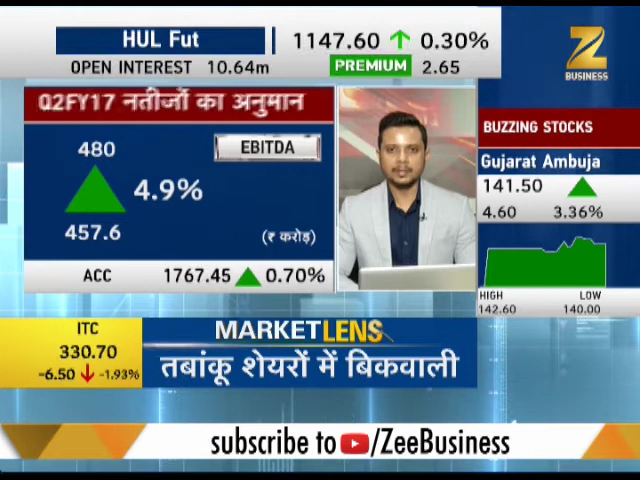 HUL Fut
1147.60 0.30%
OPEN INTEREST 10.64m
PREMIUM 2.65
Z
BUSINESS
Q2FY17 नतीजों का अनुमान
480
EBITDA
4.9%
457.6
(₹ करोड़)
ACC 1767.45 0.70%
BUZZING STOCKS
Gujarat Ambuja
141.50
4.60 3.36%
HIGH LOW
142.60 140.00
ITC
330.70
-6.50 -1.93%
MARKETLENS
तबांकू शेयरों में बिकवाली
subscribe to /ZeeBusiness